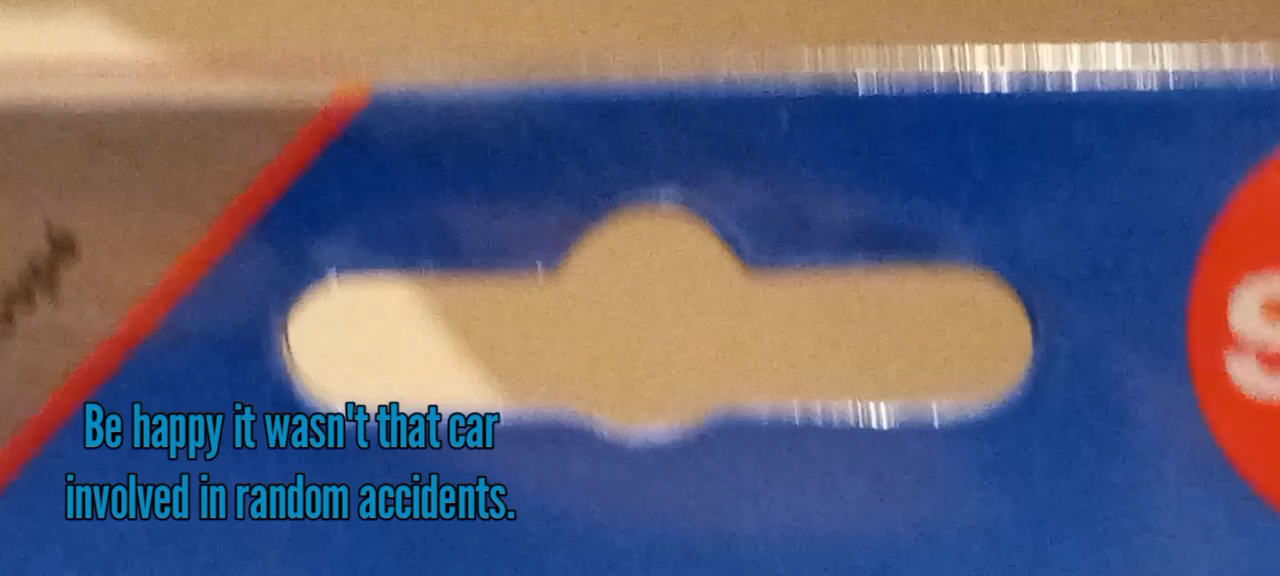 Be happy it wasn't that car
involved in random accidents.
S